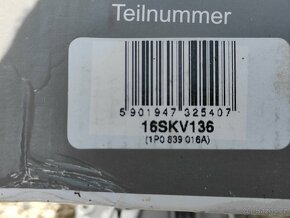 Teilnummer
5 901947 325407
16SKV136
(1P0 839 016A)